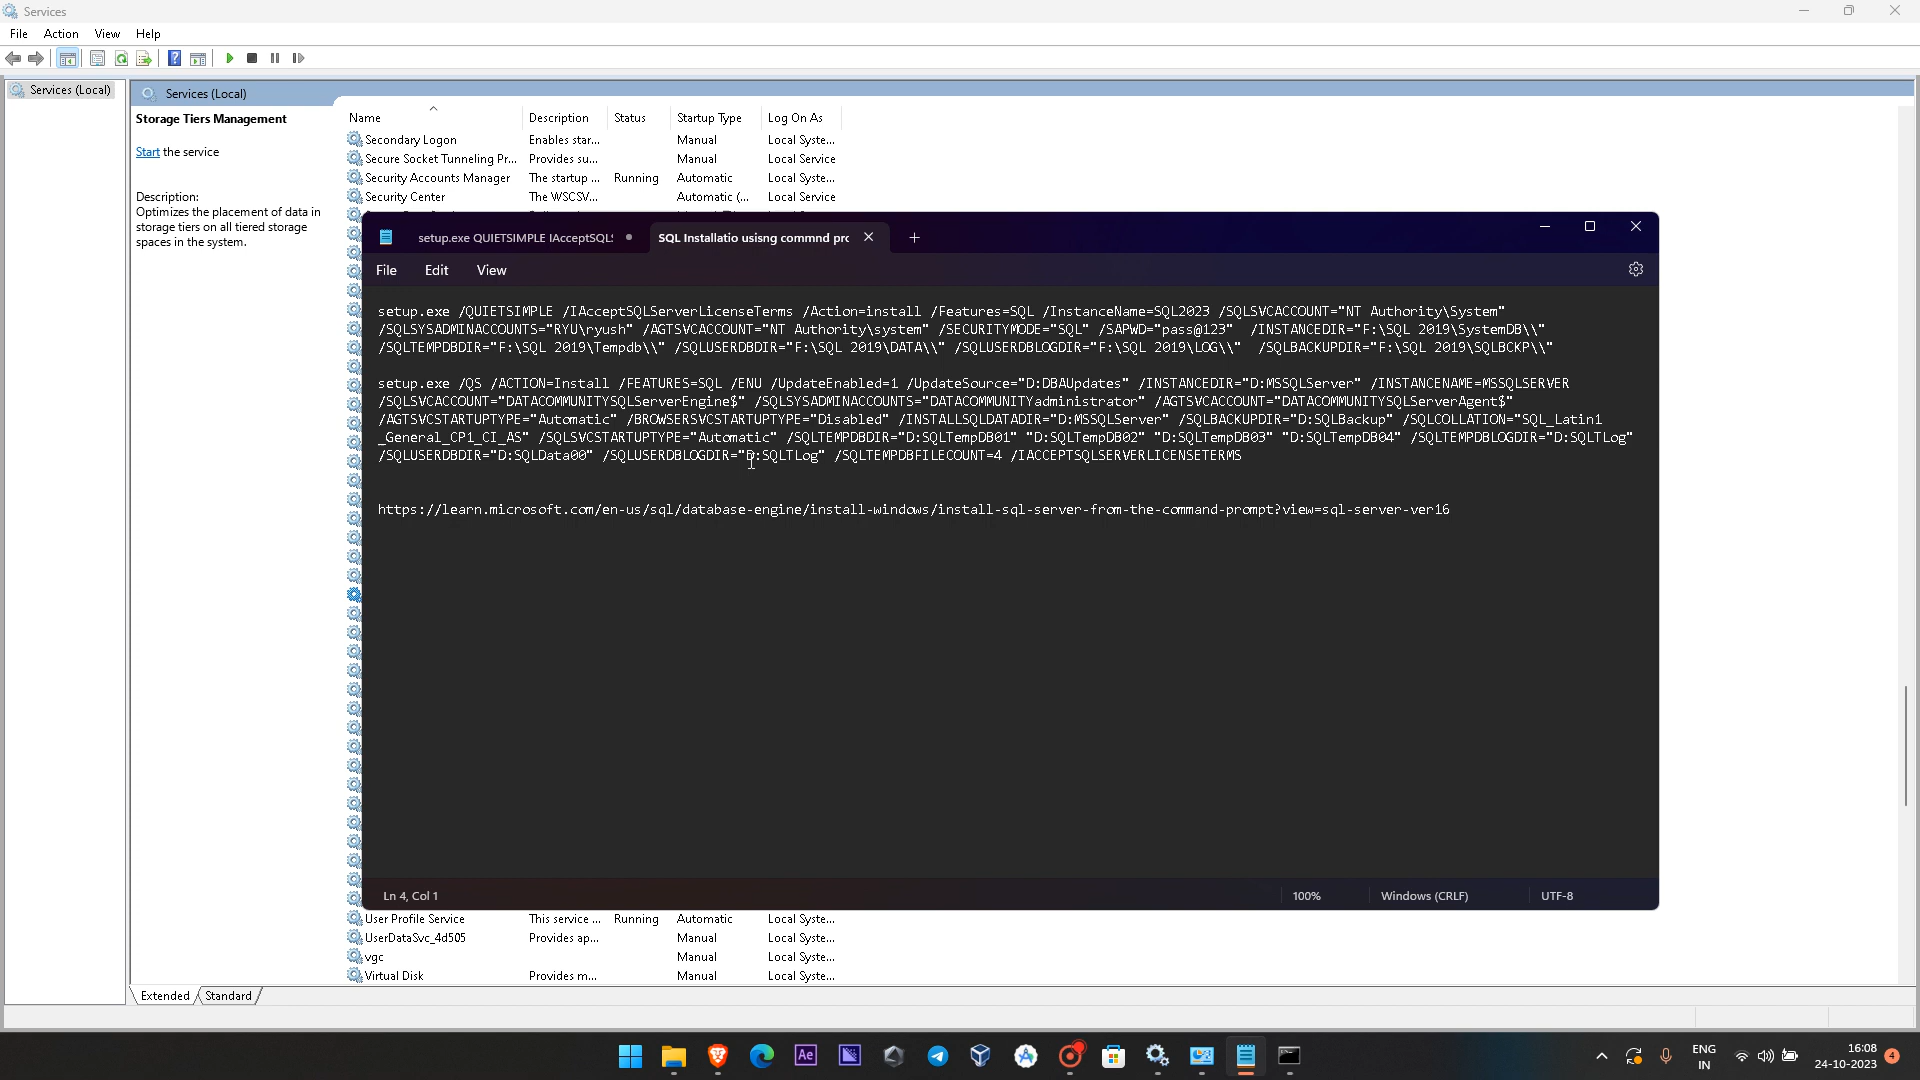 Services
File Action View Help
Services (Local)
Services (Local)
Storage Tiers Management
Start the service
Description:
Optimizes the placement of data in
storage tiers on all tiered storage
spaces in the system.
Name Description Status Startup Type Log On As
Secondary Logon Enables star... Manual Local Syste...
Secure Socket Tunneling Pr... Provides su... Manual Local Service
Security Accounts Manager The startup ... Running Automatic Local Syste...
Security Center The WSCSV... Automatic (... Local Service
setup.exe QUIETSIMPLE IAcceptSQL
SQL Installatio usisng commnd prc
File Edit View
setup.exe /QUIETSIMPLE /IAcceptSQLServerLicenseTerms /Action=install /Features=SQL /InstanceName=SQL2023 /SQLSVCACCOUNT="NT Authority\System"
/SQLSYSADMINACCOUNTS="RYU\ryush" /AGTSVCACCOUNT="NT Authority\system" /SECURITYMODE="SQL" /SAPWD="pass@123" /INSTANCEDIR="F:\SQL 2019\SystemDB\\"
/SQLTEMPDBDIR="F:\SQL 2019\Tempdb\\" /SQLUSERDBDIR="F:\SQL 2019\DATA\\" /SQLUSERDBLOGDIR="F:\SQL 2019\LOG\\" /SQLBACKUPDIR="F:\SQL 2019\SQLBCKP\\"
setup.exe /QS /ACTION=Install /FEATURES=SQL /ENU /UpdateEnabled=1 /UpdateSource="D:DBAUpdates" /INSTANCEDIR="D:MSSQLServer" /INSTANCENAME=MSSQLSERVER
/SQLSVCACCOUNT="DATACOMMUNITYSQLServerEngine$" /SQLSYSADMINACCOUNTS="DATACOMMUNITYadministrator" /AGTSVCACCOUNT="DATACOMMUNITYSQLServerAgent$"
/AGTSVCSTARTUPTYPE="Automatic" /BROWSERSVCSTARTUPTYPE="Disabled" /INSTALLSQLDATADIR="D:MSSQLServer" /SQLBACKUPDIR="D:SQLBackup" /SQLCOLLATION="SQL_Latin1
_General_CP1_CI_AS" /SQLSVCSTARTUPTYPE="Automatic" /SQLTEMPDBDIR="D:SQLTempDB01" "D:SQLTempDB02" "D:SQLTempDB03" "D:SQLTempDB04" /SQLTEMPDBLOGDIR="D:SQLTLog"
/SQLUSERDBDIR="D:SQLData00" /SQLUSERDBLOGDIR="D:SQLTLog" /SQLTEMPDBFILECOUNT=4 /IACCEPTSQLSERVERLICENSETERMS
https://learn.microsoft.com/en-us/sql/database-engine/install-windows/install-sql-server-from-the-command-prompt?view=sql-server-ver16
Ln 4, Col 1 100% Windows (CRLF) UTF-8
User Profile Service This service ... Running Automatic Local Syste...
UserDataSvc_4d505 Provides ap... Manual Local Syste...
vgc Manual Local Syste...
Virtual Disk Provides m... Manual Local Syste...
Extended Standard
Ae
ENG
IN
16:08
24-10-2023
4